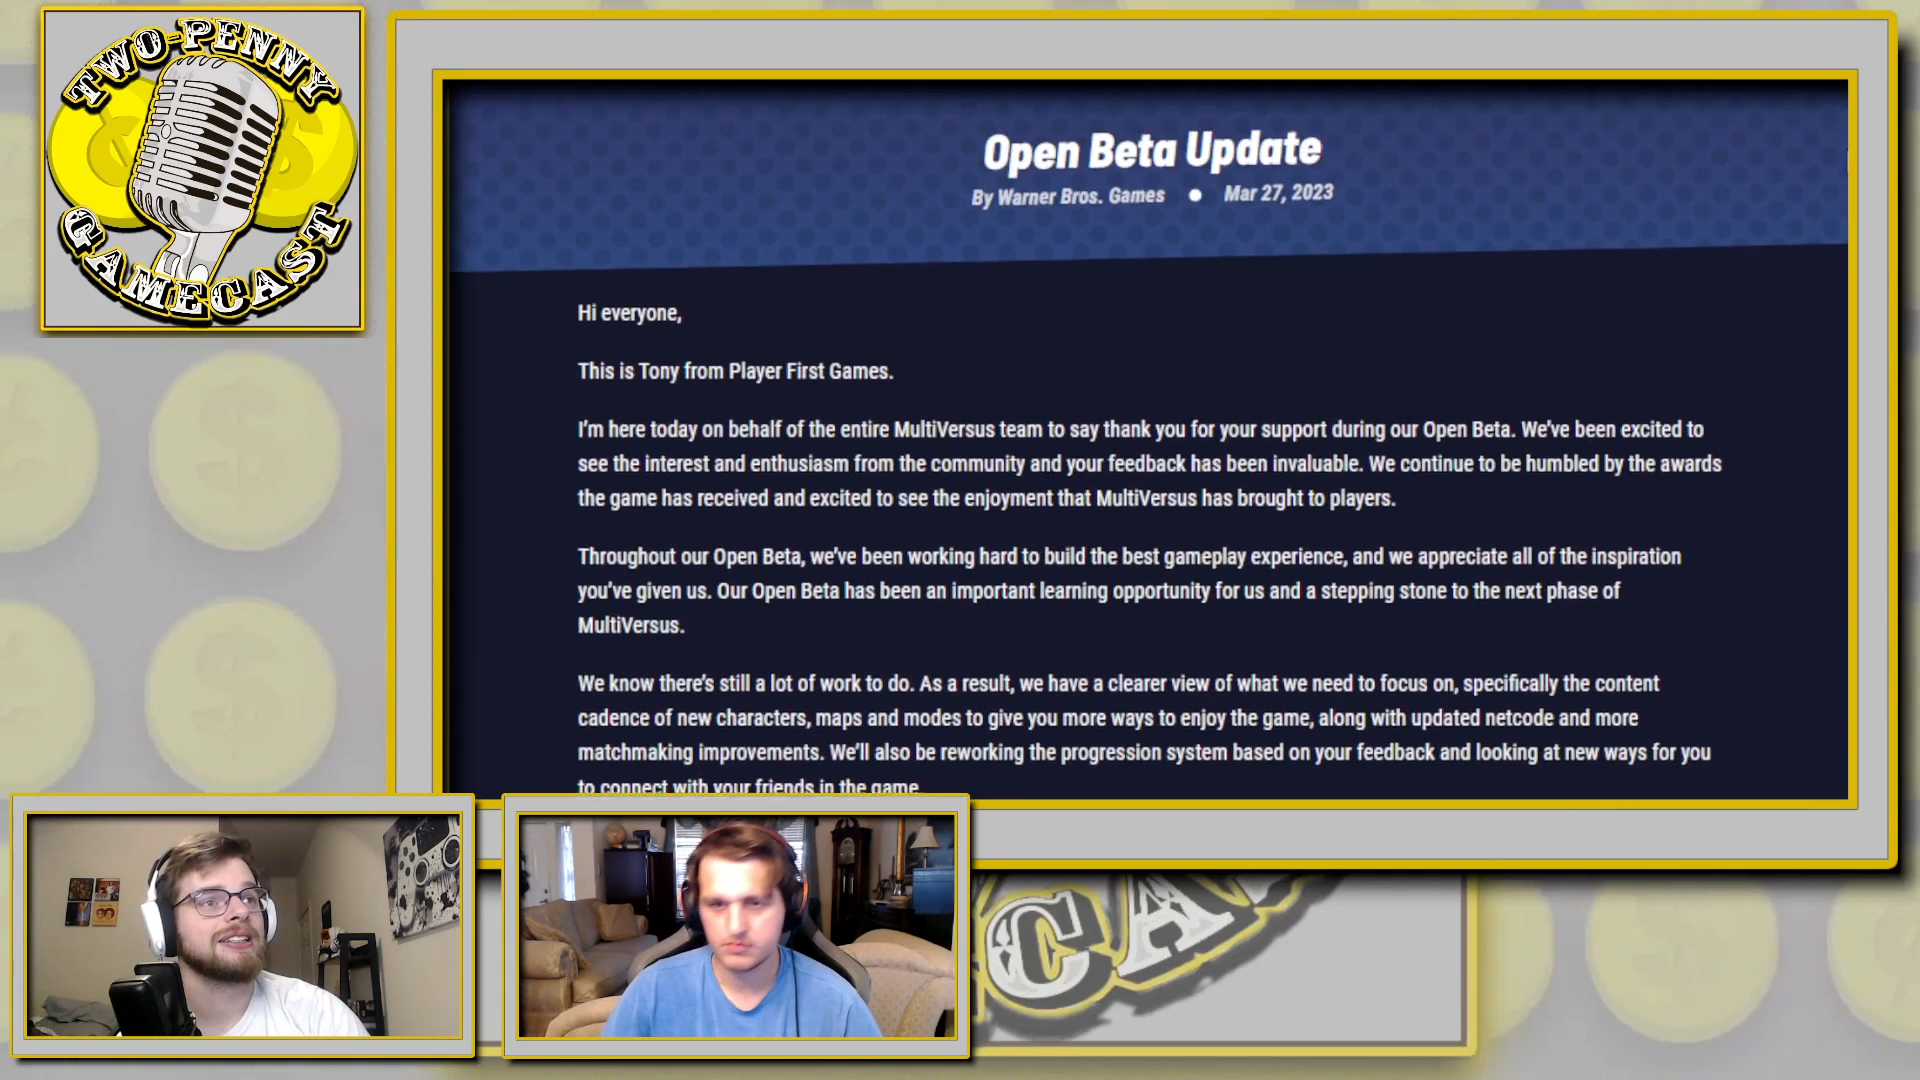 TWO-PENNY
GAMECAST
Open Beta Update
By Warner Bros. Games • Mar 27, 2023
Hi everyone,
This is Tony from Player First Games.
I'm here today on behalf of the entire MultiVersus team to say thank you for your support during our Open Beta. We've been excited to
see the interest and enthusiasm from the community and your feedback has been invaluable. We continue to be humbled by the awards
the game has received and excited to see the enjoyment that MultiVersus has brought to players.
Throughout our Open Beta, we've been working hard to build the best gameplay experience, and we appreciate all of the inspiration
you've given us. Our Open Beta has been an important learning opportunity for us and a stepping stone to the next phase of
MultiVersus.
We know there's still a lot of work to do. As a result, we have a clearer view of what we need to focus on, specifically the content
cadence of new characters, maps and modes to give you more ways to enjoy the game, along with updated netcode and more
matchmaking improvements. We'll also be reworking the progression system based on your feedback and looking at new ways for you
to connect with your friends in the game
CA